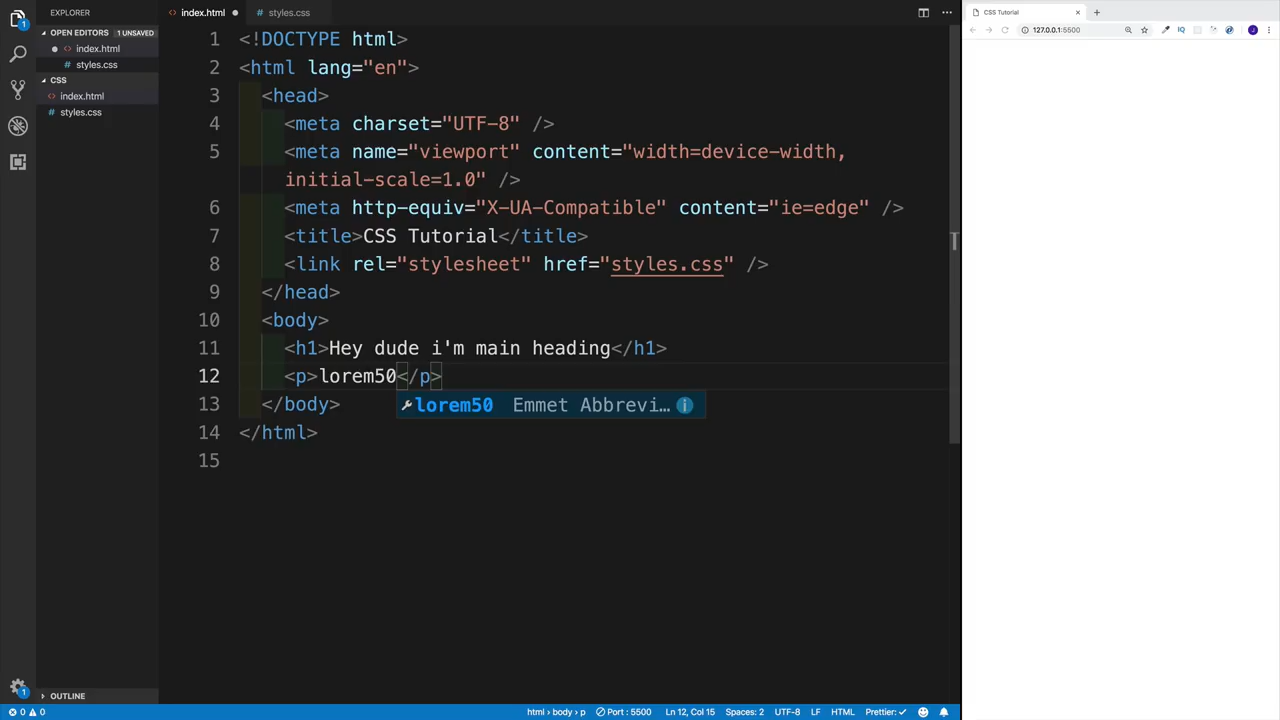 EXPLORER
OPEN EDITORS 1 UNSAVED
index.html
styles.css
CSS
index.html
styles.css
OUTLINE
index.html
styles.css
1 <!DOCTYPE html>
2 <html lang="en">
3 <head>
4 <meta charset="UTF-8" />
5 <meta name="viewport" content="width=device-width,
initial-scale=1.0" />
6 <meta http-equiv="X-UA-Compatible" content="ie=edge" />
7 <title>CSS Tutorial</title>
8 <link rel="stylesheet" href="styles.css" />
9 </head>
10 <body>
11 <h1>Hey dude i'm main heading</h1>
12 <p>lorem50</p>
lorem50 Emmet Abbrevi...
13 </body>
14 </html>
15
CSS Tutorial
127.0.0.1:5500
IQ
J
1
1
0 0
html › body › p
Port : 5500
Ln 12, Col 15
Spaces: 2
UTF-8
LF
HTML
Prettier: ✓